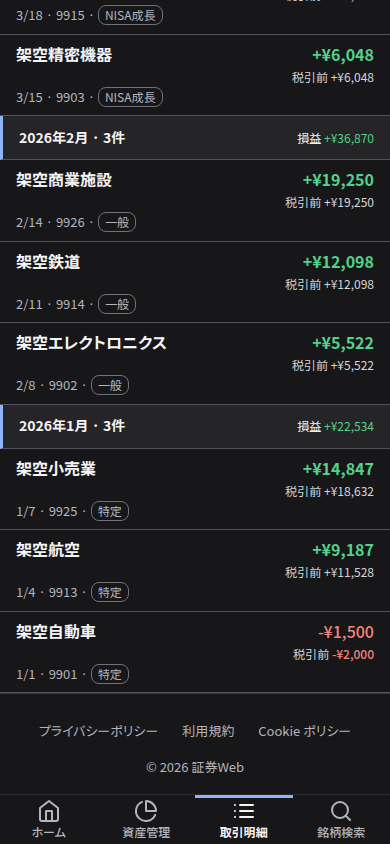 3/18・9915・NISA成長
架空精密機器 +¥6,048
税引前 +¥6,048
3/15・9903・NISA成長
2026年2月・3件 損益 +¥36,870
架空商業施設 +¥19,250
税引前 +¥19,250
2/14・9926・一般
架空鉄道 +¥12,098
税引前 +¥12,098
2/11・9914・一般
架空エレクトロニクス +¥5,522
税引前 +¥5,522
2/8・9902・一般
2026年1月・3件 損益 +¥22,534
架空小売業 +¥14,847
税引前 +¥18,632
1/7・9925・特定
架空航空 +¥9,187
税引前 +¥11,528
1/4・9913・特定
架空自動車 -¥1,500
税引前 -¥2,000
1/1・9901・特定
プライバシーポリシー 利用規約 Cookie ポリシー
© 2026 証券Web
ホーム 資産管理 取引明細 銘柄検索